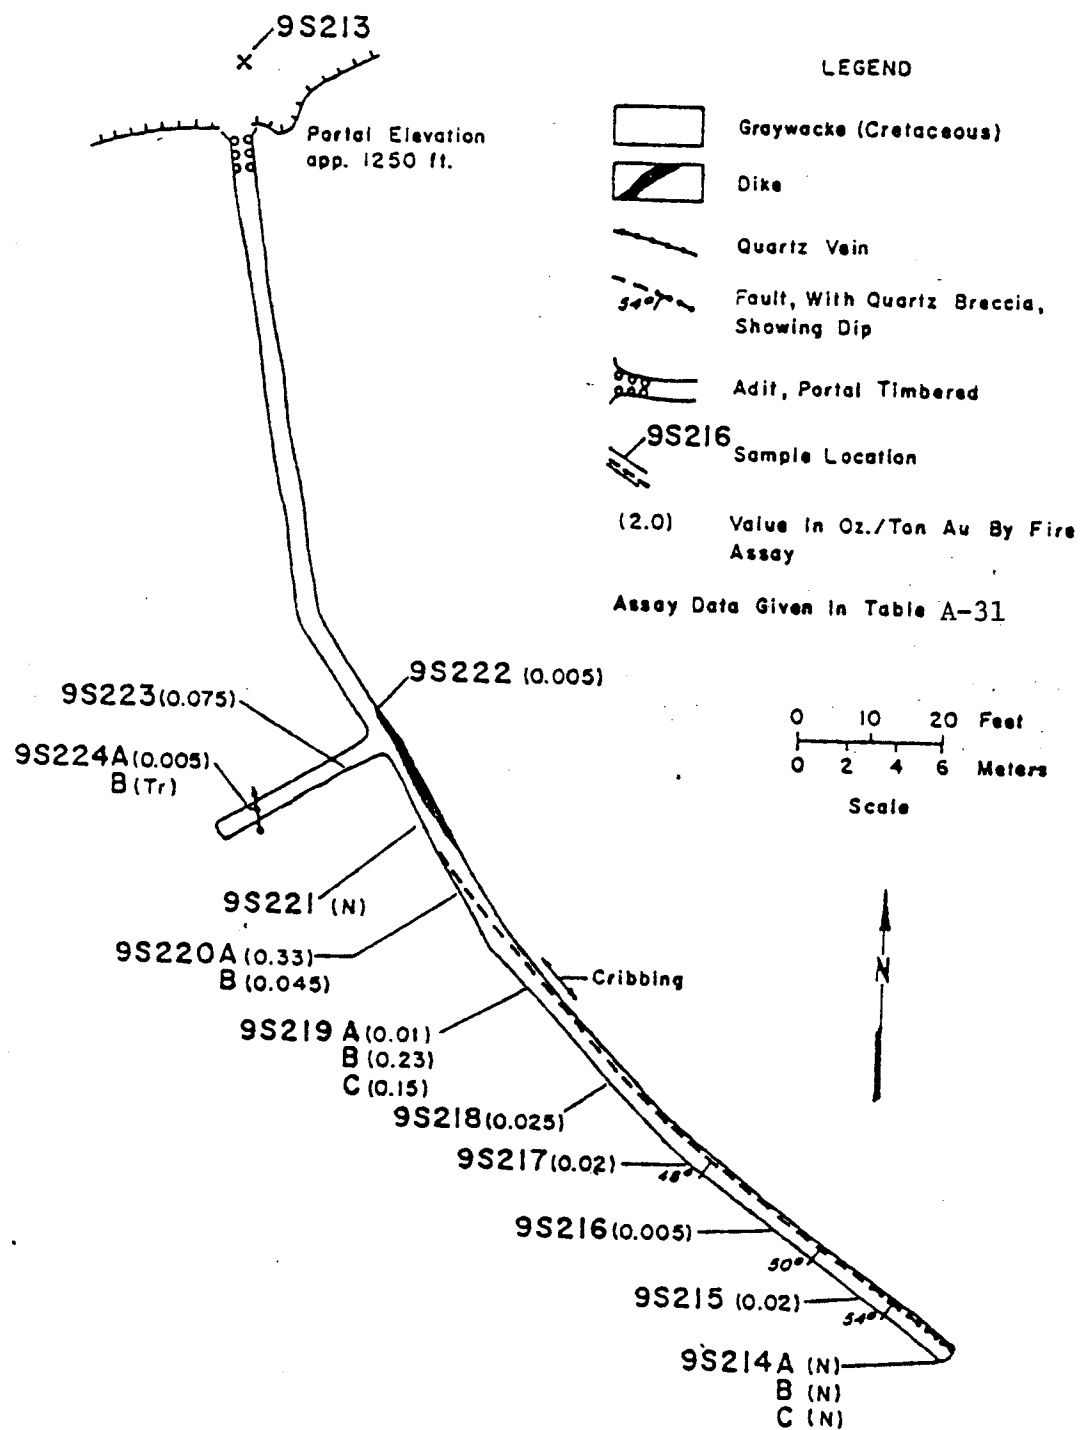 9S213
Portal Elevation
app. 1250 ft.
LEGEND
Graywacke (Cretaceous)
Dike
Quartz Vein
54°
Fault, With Quartz Breccia,
Showing Dip
Adit, Portal Timbered
9S216
Sample Location
(2.0) Value In Oz./Ton Au By Fire
Assay
Assay Data Given In Table A-31
0 10 20 Feet
0 2 4 6 Meters
Scale
N
9S222 (0.005)
9S223 (0.075)
9S224A (0.005)
B (Tr)
9S221 (N)
9S220A (0.33)
B (0.045)
Cribbing
9S219 A (0.01)
B (0.23)
C (0.15)
9S218 (0.025)
9S217 (0.02)
48°
9S216 (0.005)
50°
9S215 (0.02)
54°
9S214A (N)
B (N)
C (N)